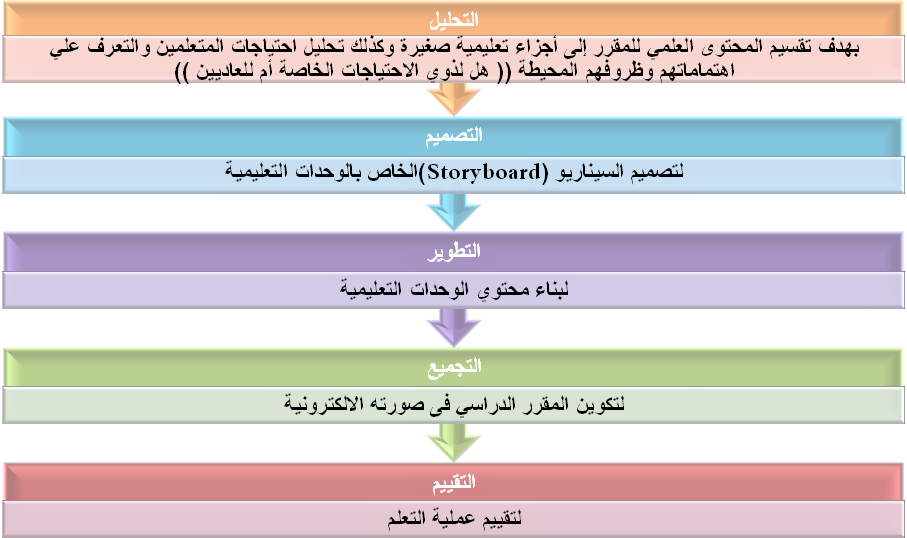 التحليل
بهدف تقسيم المحتوى العلمي للمقرر إلى أجزاء تعليمية صغيرة وكذلك تحليل احتياجات المتعلمين والتعرف علي
اهتماماتهم وظروفهم المحيطة (( هل لذوي الاحتياجات الخاصة أم للعاديين ))
التصميم
لتصميم السيناريو (Storyboard)الخاص بالوحدات التعليمية
التطوير
لبناء محتوي الوحدات التعليمية
التجميع
لتكوين المقرر الدراسي فى صورته الالكترونية
التقييم
لتقييم عملية التعلم